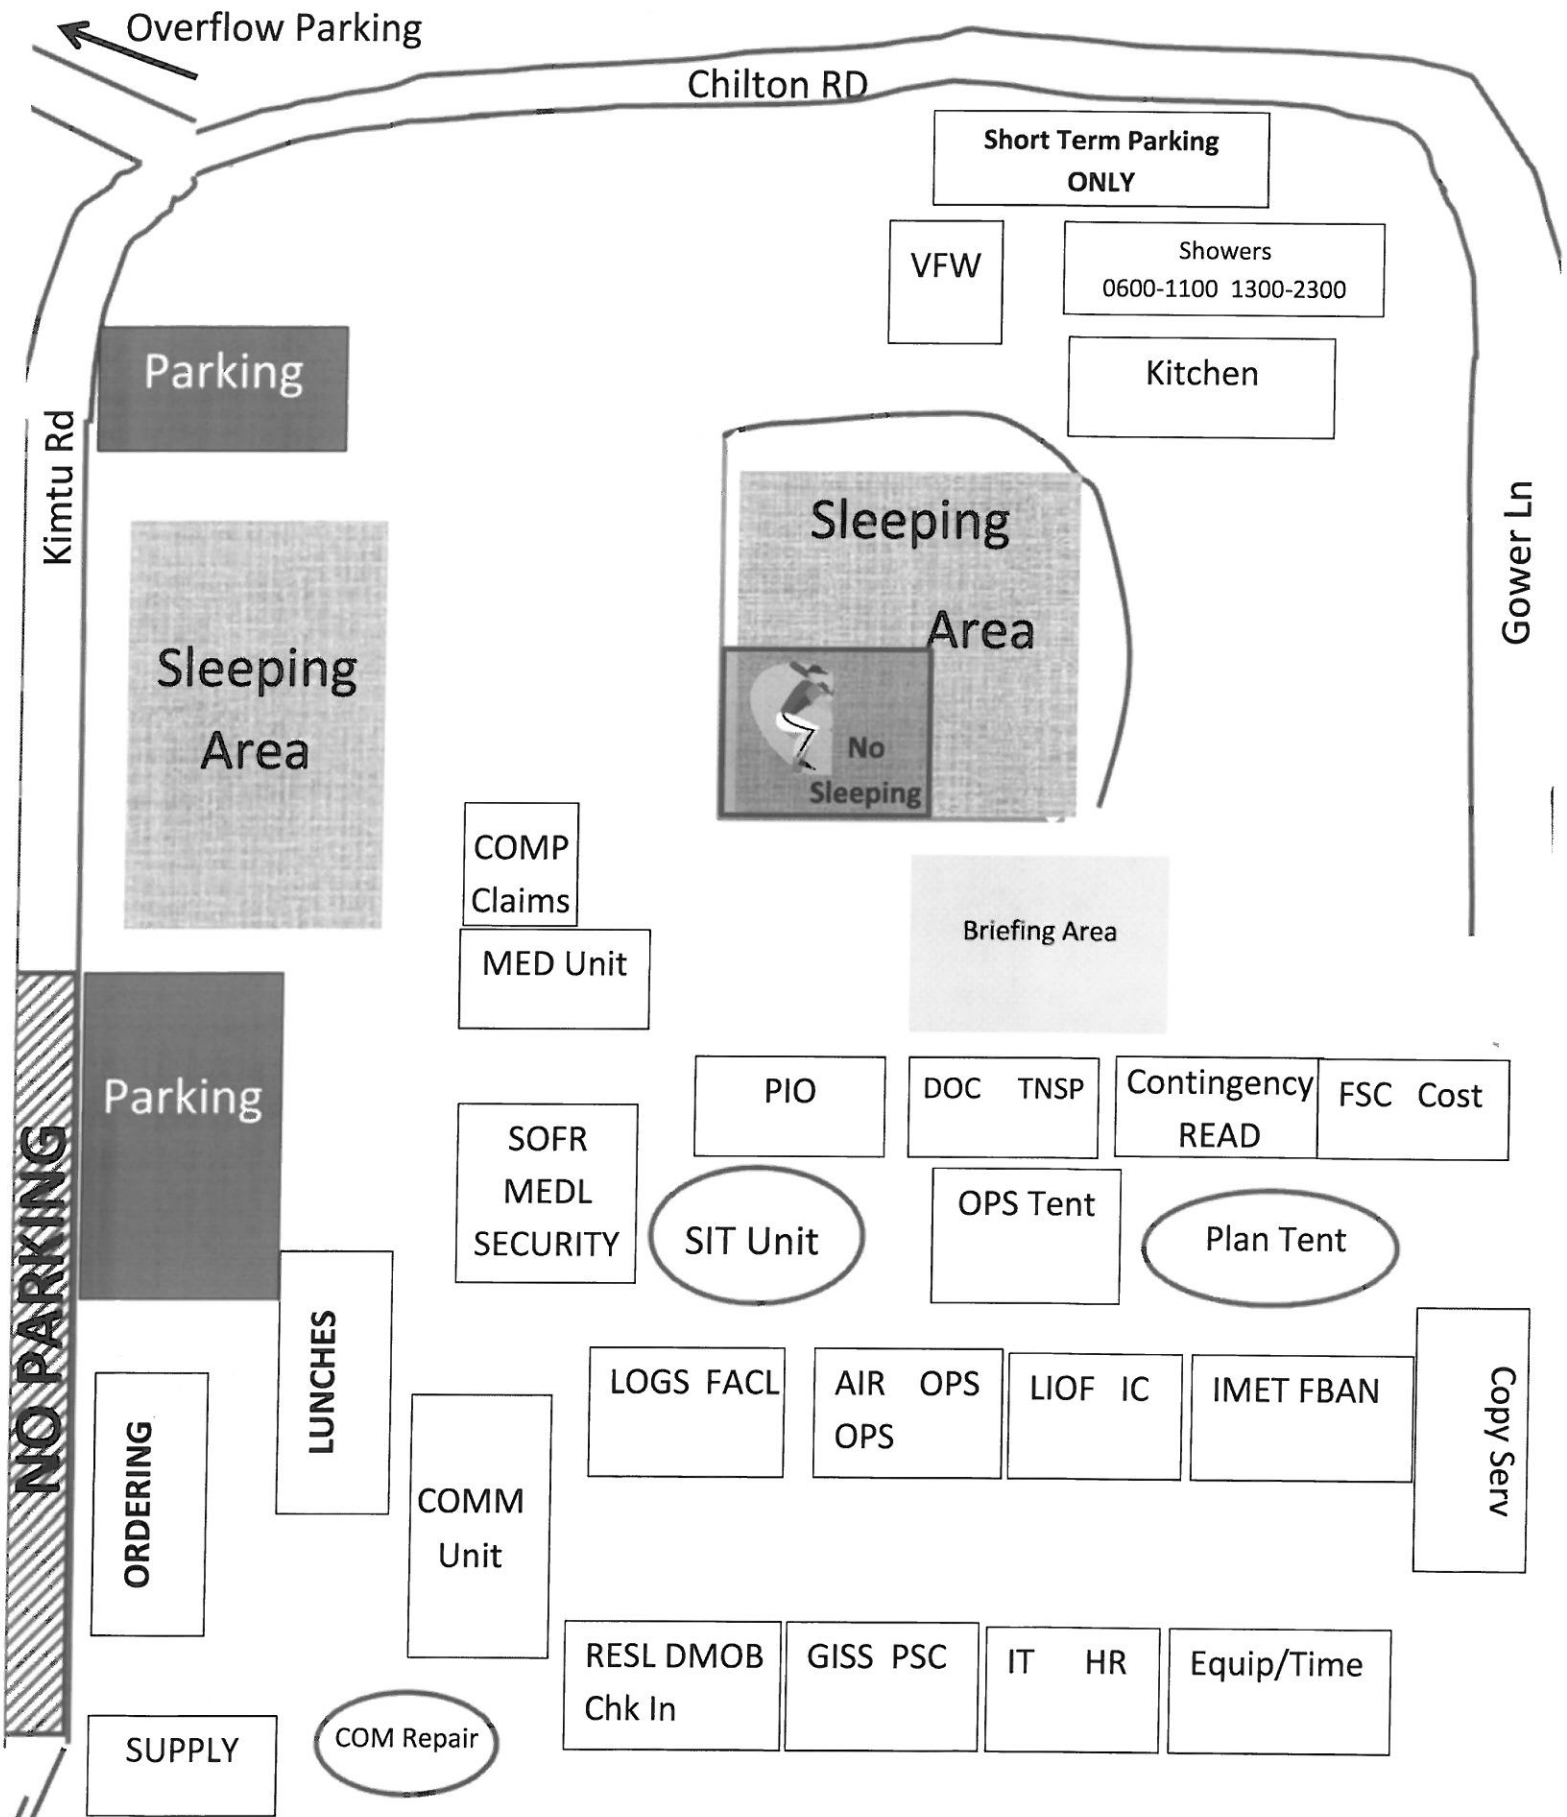 Overflow Parking
Chilton RD
Short Term Parking
ONLY
VFW
Showers
0600-1100 1300-2300
Parking
Kitchen
Kimtu Rd
Gower Ln
Sleeping
Area
Sleeping
Area
No
Sleeping
COMP
Claims
MED Unit
Briefing Area
Parking
NO PARKING
PIO
DOC TNSP
Contingency
READ
FSC Cost
SOFR
MEDL
SECURITY
SIT Unit
OPS Tent
Plan Tent
LUNCHES
ORDERING
LOGS FACL
AIR OPS
OPS
LIOF IC
IMET FBAN
Copy Serv
COMM
Unit
RESL DMOB
Chk In
GISS PSC
IT HR
Equip/Time
SUPPLY
COM Repair